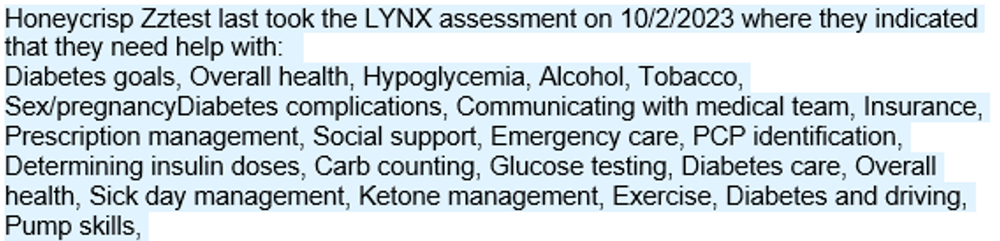 Honeycrisp Zztest last took the LYNX assessment on 10/2/2023 where they indicated
that they need help with:
Diabetes goals, Overall health, Hypoglycemia, Alcohol, Tobacco,
Sex/pregnancyDiabetes complications, Communicating with medical team, Insurance,
Prescription management, Social support, Emergency care, PCP identification,
Determining insulin doses, Carb counting, Glucose testing, Diabetes care, Overall
health, Sick day management, Ketone management, Exercise, Diabetes and driving,
Pump skills,